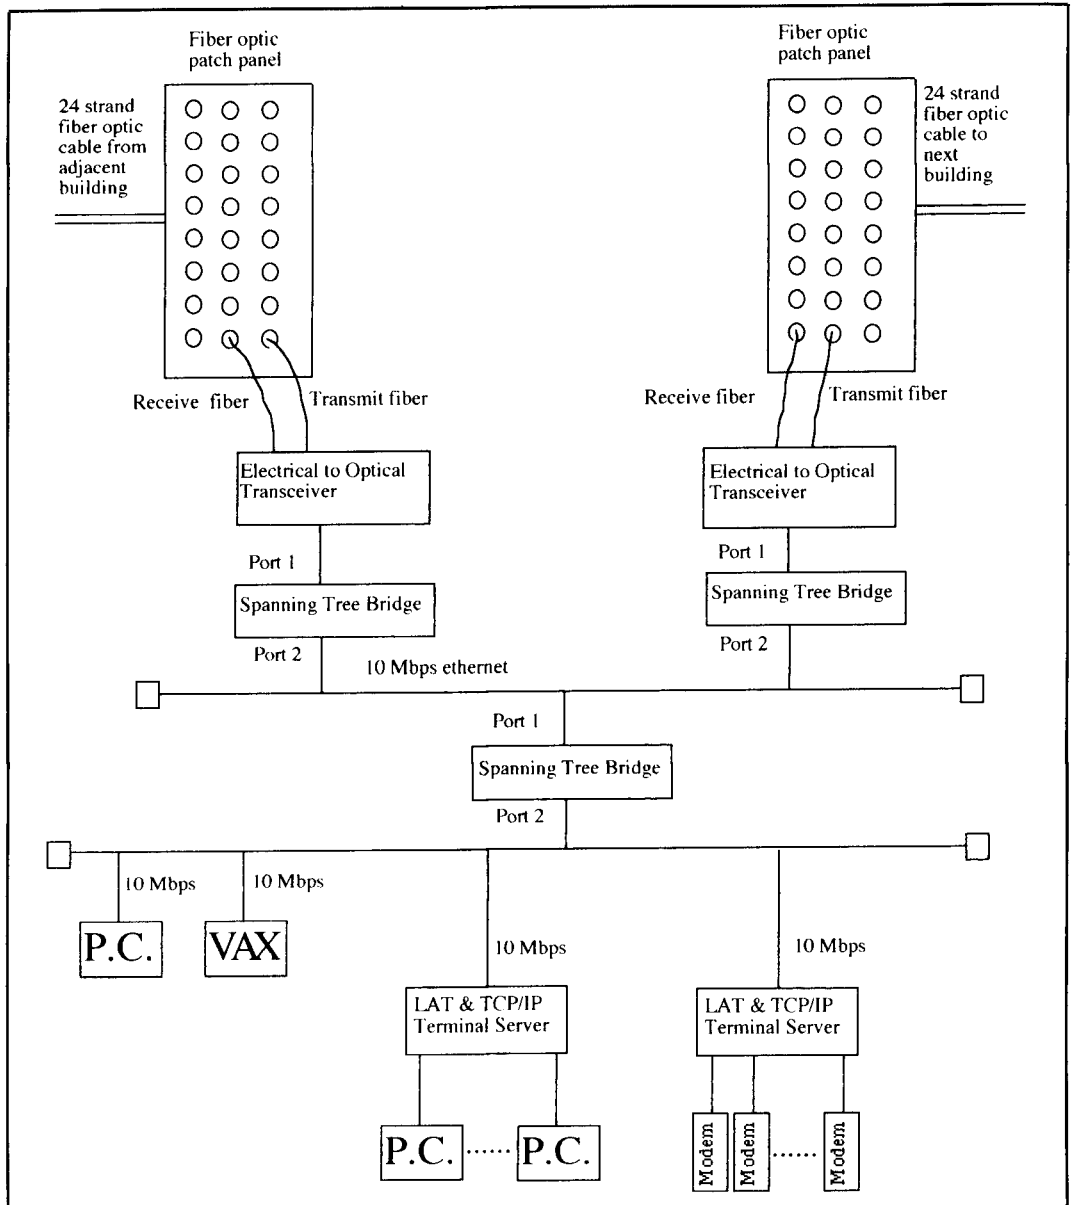 Fiber optic
patch panel
Fiber optic
patch panel
24 strand
fiber optic
cable from
adjacent
building
24 strand
fiber optic
cable to
next
building
Receive fiber
Transmit fiber
Receive fiber
Transmit fiber
Electrical to Optical
Transceiver
Electrical to Optical
Transceiver
Port 1
Port 1
Spanning Tree Bridge
Spanning Tree Bridge
Port 2
Port 2
10 Mbps ethernet
Port 1
Spanning Tree Bridge
Port 2
10 Mbps
10 Mbps
P.C.
VAX
10 Mbps
10 Mbps
LAT & TCP/IP
Terminal Server
LAT & TCP/IP
Terminal Server
P.C. ...... P.C.
Modem
Modem
......
Modem